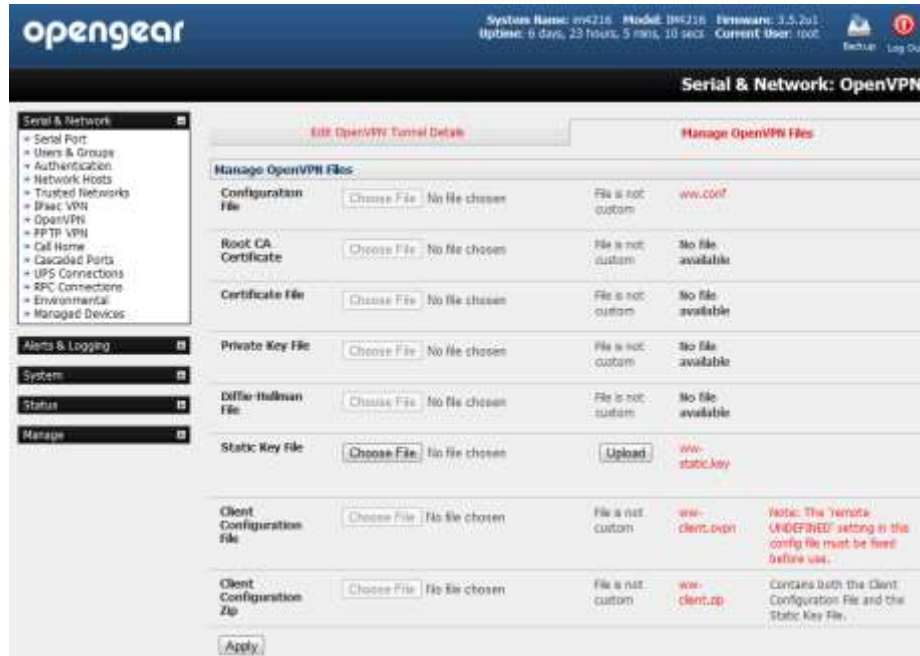 opengear
System Name: im4216 Model: IM4216 Firmware: 3.5.2u1
Uptime: 6 days, 23 hours, 5 mins, 10 secs Current User: root
Backup
Log Ou
Serial & Network: OpenVPN
Serial & Network
» Serial Port
» Users & Groups
» Authentication
» Network Hosts
» Trusted Networks
» IPsec VPN
» OpenVPN
» PPTP VPN
» Call Home
» Cascaded Ports
» UPS Connections
» RPC Connections
» Environmental
» Managed Devices
Alerts & Logging
System
Status
Manage
Edit OpenVPN Tunnel Details
Manage OpenVPN Files
Manage OpenVPN Files
Configuration
File
Choose File No file chosen
File is not
custom
ww.conf
Root CA
Certificate
Choose File No file chosen
File is not
custom
No file
available
Certificate File
Choose File No file chosen
File is not
custom
No file
available
Private Key File
Choose File No file chosen
File is not
custom
No file
available
Diffie-Hellman
File
Choose File No file chosen
File is not
custom
No file
available
Static Key File
Choose File No file chosen
Upload
ww-
static.key
Client
Configuration
File
Choose File No file chosen
File is not
custom
ww-
client.ovpn
Note: The 'remote
UNDEFINED' setting in this
config file must be fixed
before use.
Client
Configuration
Zip
Choose File No file chosen
File is not
custom
ww-
client.zip
Contains both the Client
Configuration File and the
Static Key File.
Apply